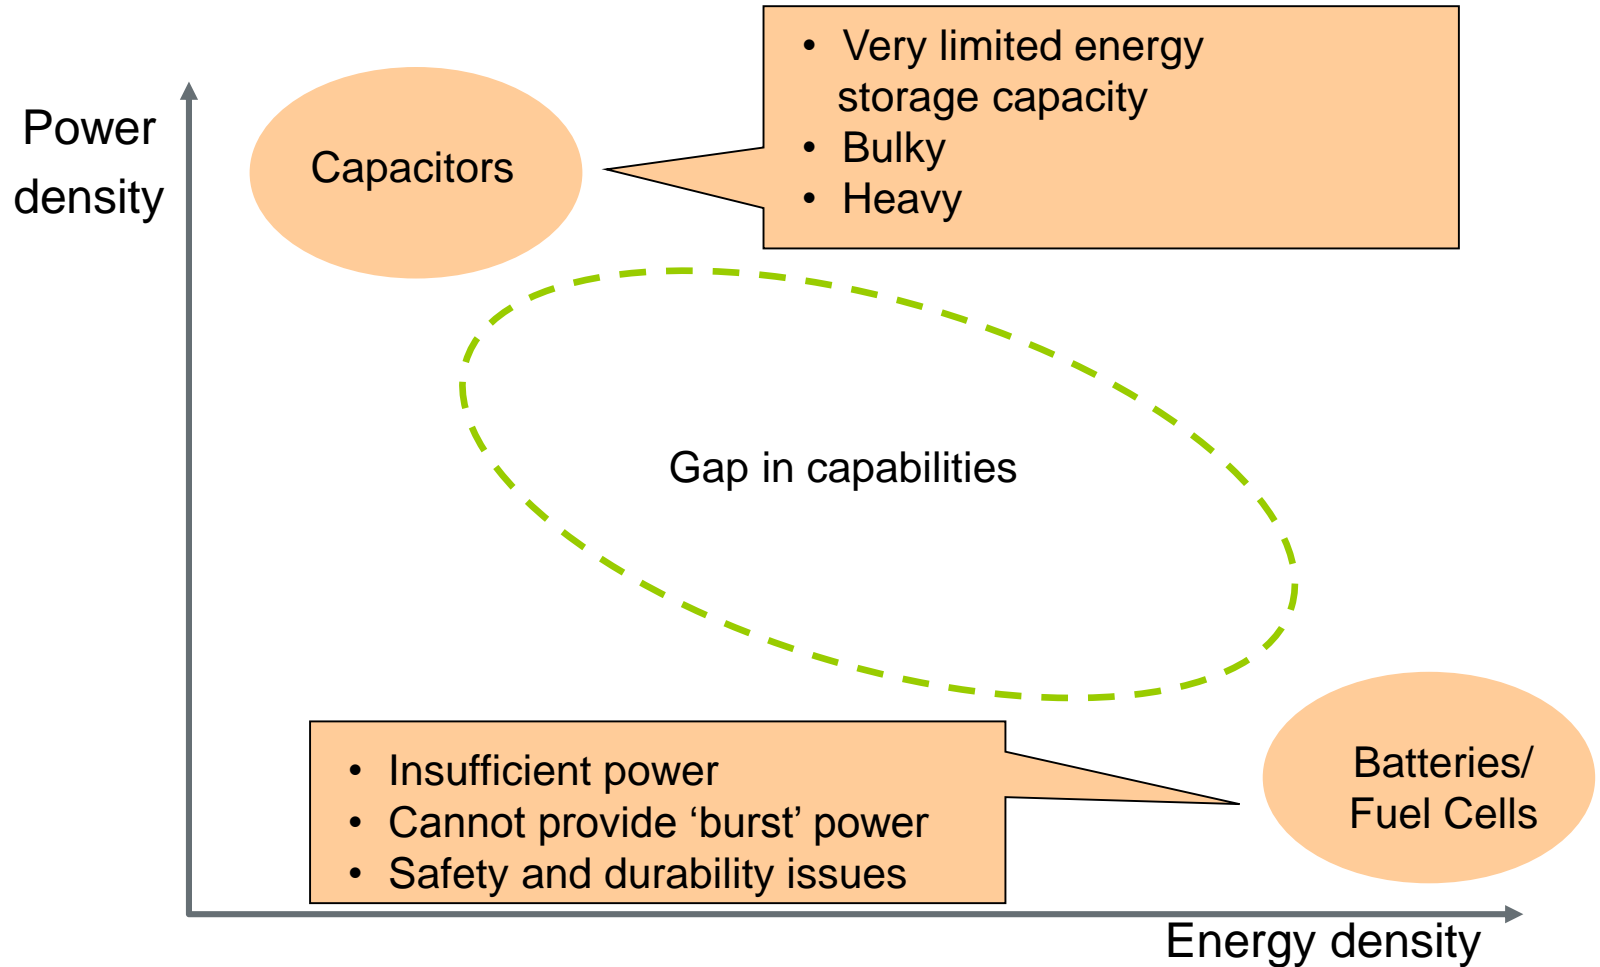 Power
density
Capacitors
• Very limited energy
storage capacity
• Bulky
• Heavy
Gap in capabilities
• Insufficient power
• Cannot provide ‘burst’ power
• Safety and durability issues
Batteries/
Fuel Cells
Energy density